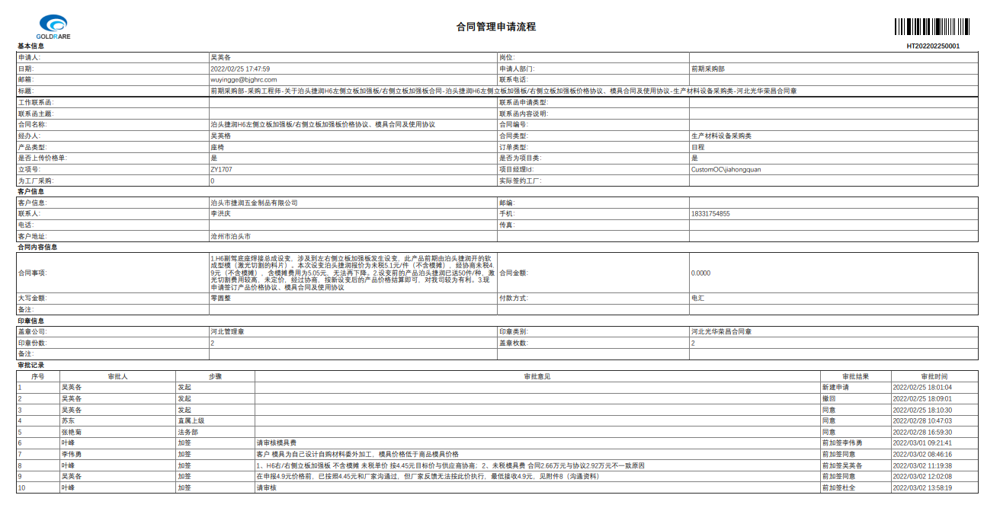 GOLDRARE
合同管理申请流程
HT202202250001
基本信息
申请人: 吴英各 岗位:
日期: 2022/02/25 17:47:59 申请人部门: 前期采购部
邮箱: wuyingge@bjghrc.com 联系电话:
标题: 前期采购部-采购工程师-关于泊头捷润H6左侧立板加强板/右侧立板加强板合同-泊头捷润H6左侧立板加强板/右侧立板加强板价格协议、模具合同及使用协议-生产材料设备采购类-河北光华荣昌合同章
工作联系函: 联系函申请类型:
联系函主题: 联系函内容说明:
合同名称: 泊头捷润H6左侧立板加强板/右侧立板加强板价格协议、模具合同及使用协议 合同编号:
经办人: 吴英格 合同类型: 生产材料设备采购类
产品类型: 座椅 订单类型: 日程
是否上传价格单: 是 是否为项目类: 是
立项号: ZY1707 项目经理Id: CustomOC\jiahongquan
为工厂采购: 0 实际签约工厂:
客户信息
客户信息: 泊头市捷润五金制品有限公司 邮编:
联系人: 李洪庆 手机: 18331754855
电话: 传真:
客户地址: 沧州市泊头市
合同内容信息
合同事项: 1.H6副驾底座焊接总成设变，涉及到左右侧立板加强板发生设变，此产品前期由泊头捷润开的软
成型模（激光切割的料片）。本次设变泊头捷润报价为未税5.1元/件（不含模摊），经协商未税4.
9元（不含模摊），含模摊费用为5.05元，无法再下降。2.设变前的产品泊头捷润已送50件/种，激
光切割费用较高，未定价，经过协商，按新设变后的产品价格结算即可，对我司较为有利。3.现
申请签订产品价格协议、模具合同及使用协议
合同金额: 0.0000
大写金额: 零圆整 付款方式: 电汇
备注:
印章信息
盖章公司: 河北管理章 印章类别: 河北光华荣昌合同章
印章份数: 2 盖章枚数: 2
备注:
审批记录
序号 审批人 步骤 审批意见 审批结果 审批时间
1 吴英各 发起 新建申请 2022/02/25 18:01:04
2 吴英各 发起 撤回 2022/02/25 18:09:01
3 吴英各 发起 同意 2022/02/25 18:10:30
4 苏东 直属上级 同意 2022/02/28 10:47:03
5 张艳菊 法务部 同意 2022/02/28 16:59:30
6 叶峰 加签 请审核模具费 前加签李伟勇 2022/03/01 09:21:41
7 李伟勇 加签 客户 模具为自己设计自购材料委外加工，模具价格低于商品模具价格 前加签同意 2022/03/02 08:46:16
8 叶峰 加签 1、H6右/右侧立板加强板 不含模摊 未税单价 按4.45元目标价与供应商协商；2、未税模具费 合同2.66万元与协议2.92万元不一致原因 前加签吴英各 2022/03/02 11:19:38
9 吴英各 加签 在申报4.9元价格前，已按照4.45和厂家沟通过，但厂家反馈无法按此价执行，最低接收4.9元，见附件8（沟通资料） 前加签同意 2022/03/02 12:02:08
10 叶峰 加签 请审核 前加签杜全 2022/03/02 13:58:19